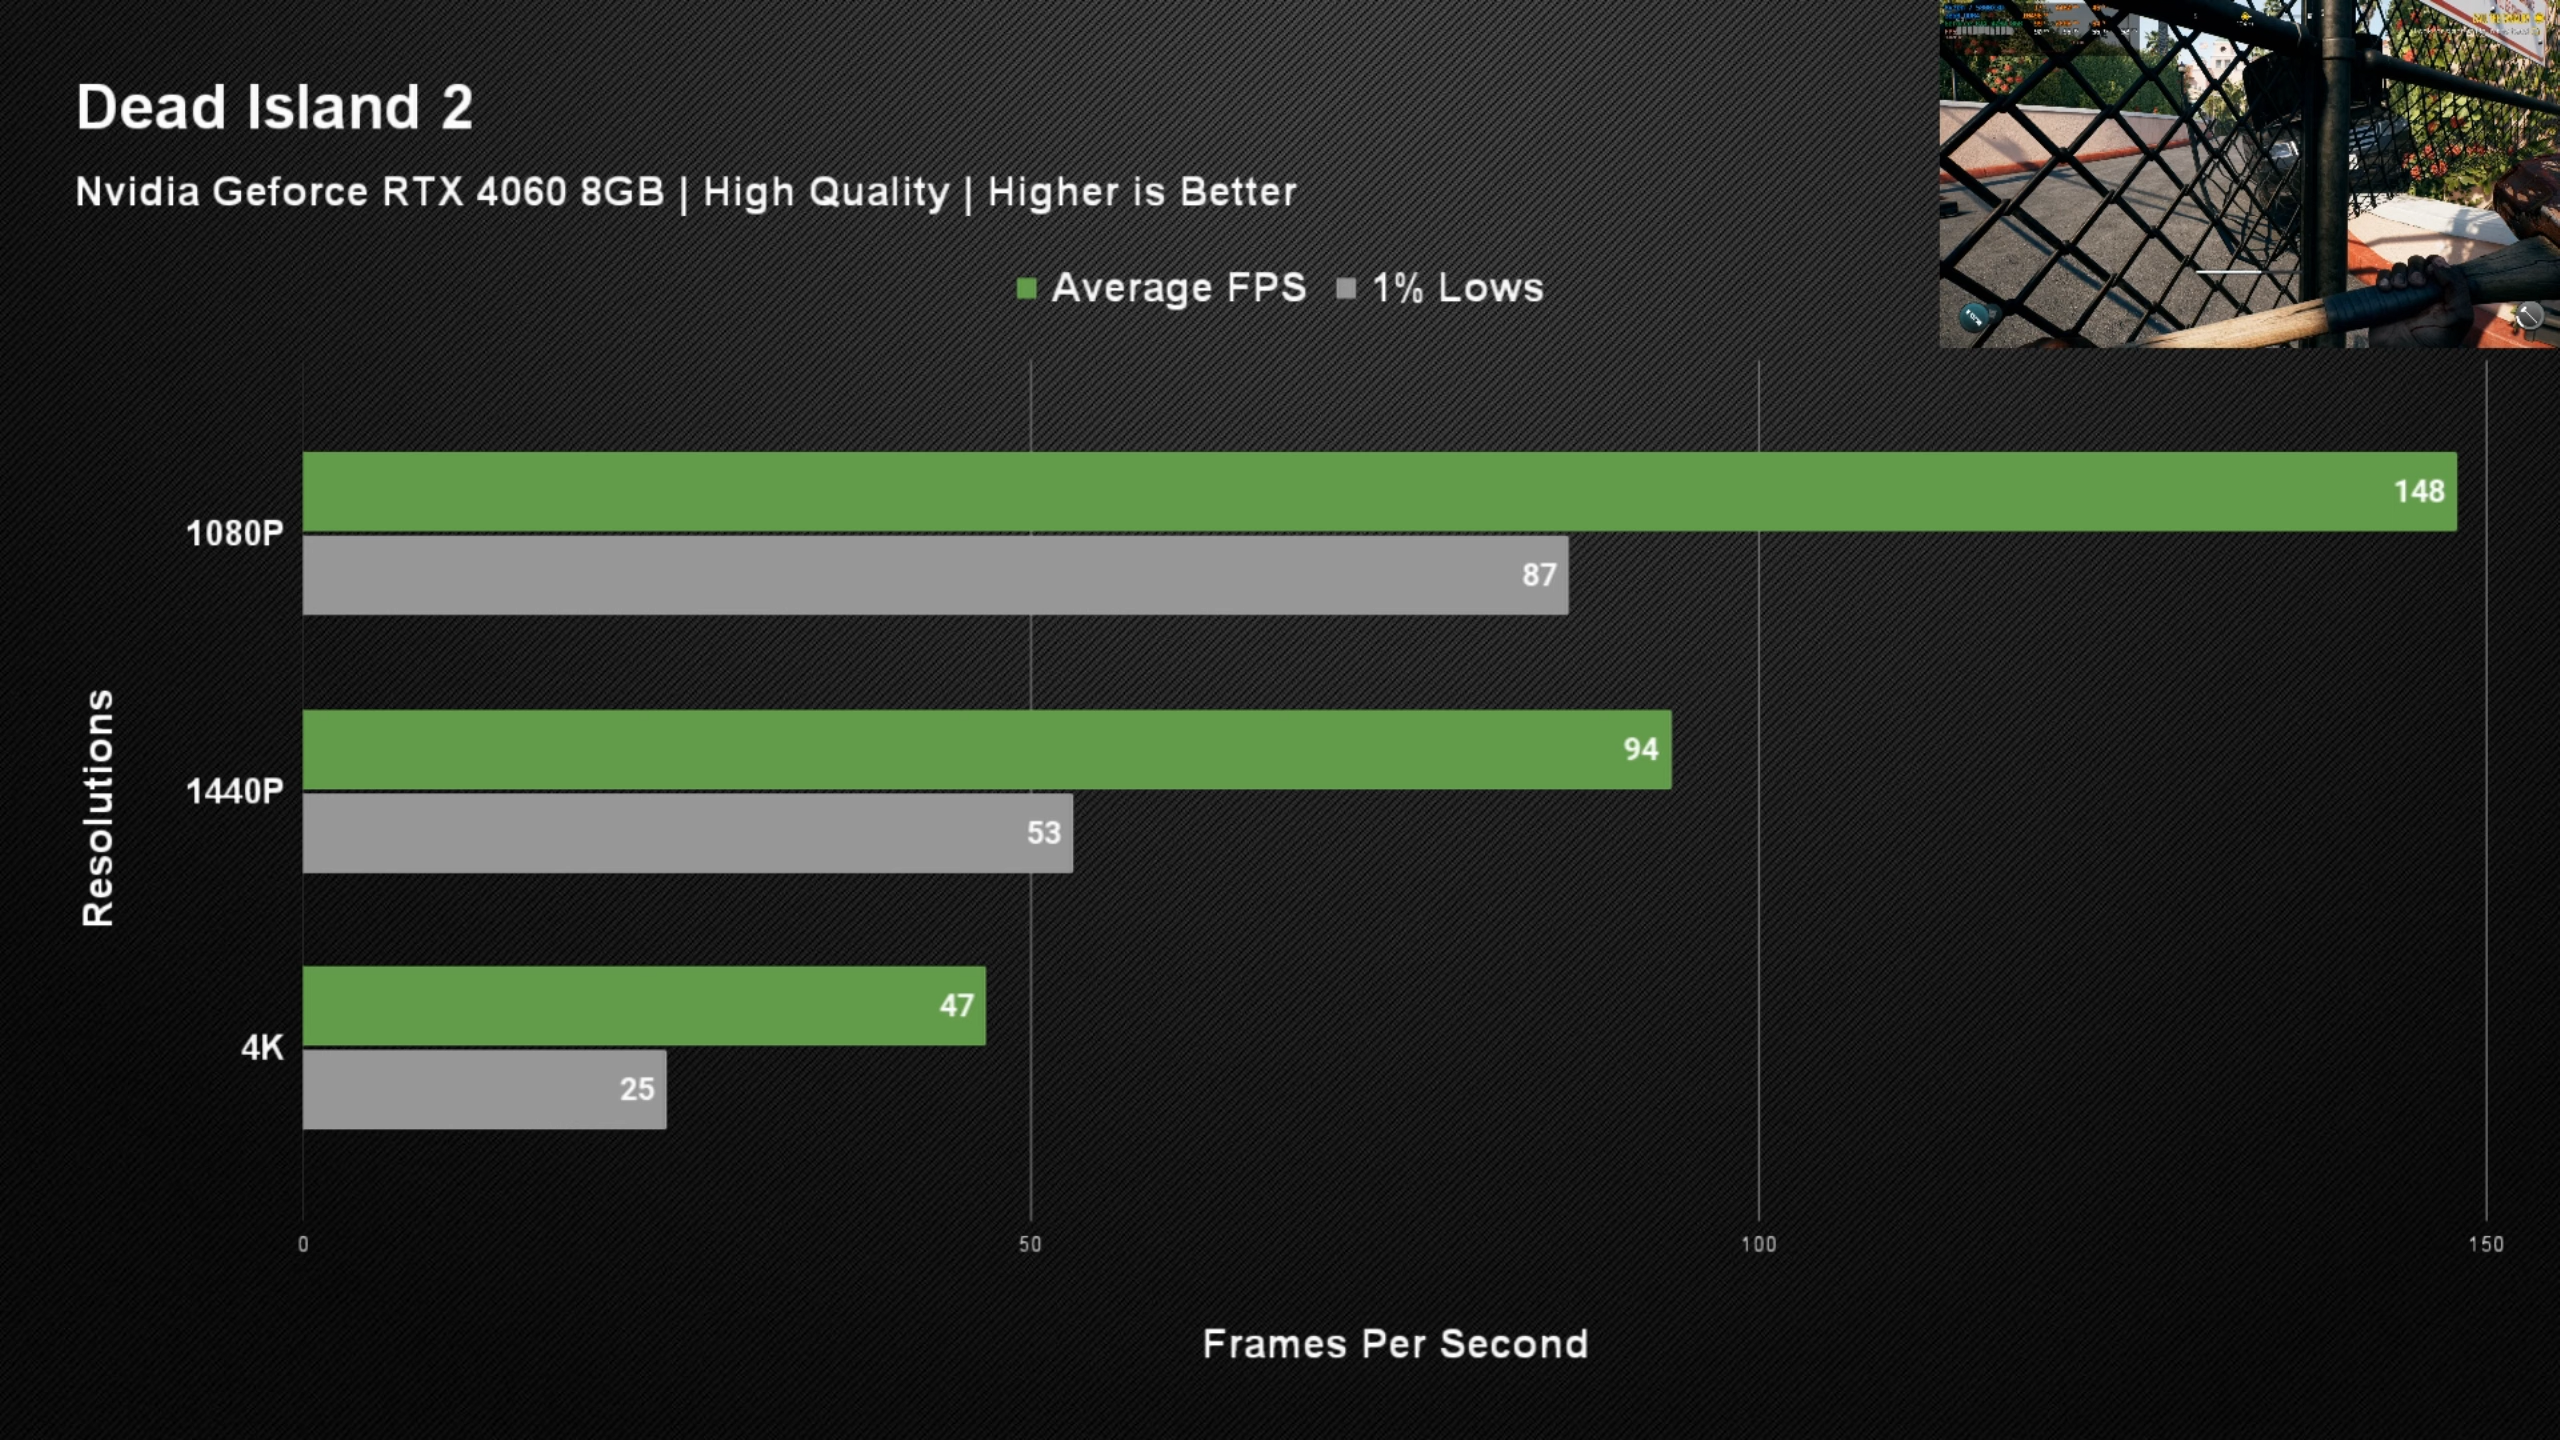 Dead Island 2
Nvidia Geforce RTX 4060 8GB | High Quality | Higher is Better
Average FPS 1% Lows
148
1080P
87
94
1440P
53
Resolutions
47
4K
25
0 50 100 150
Frames Per Second